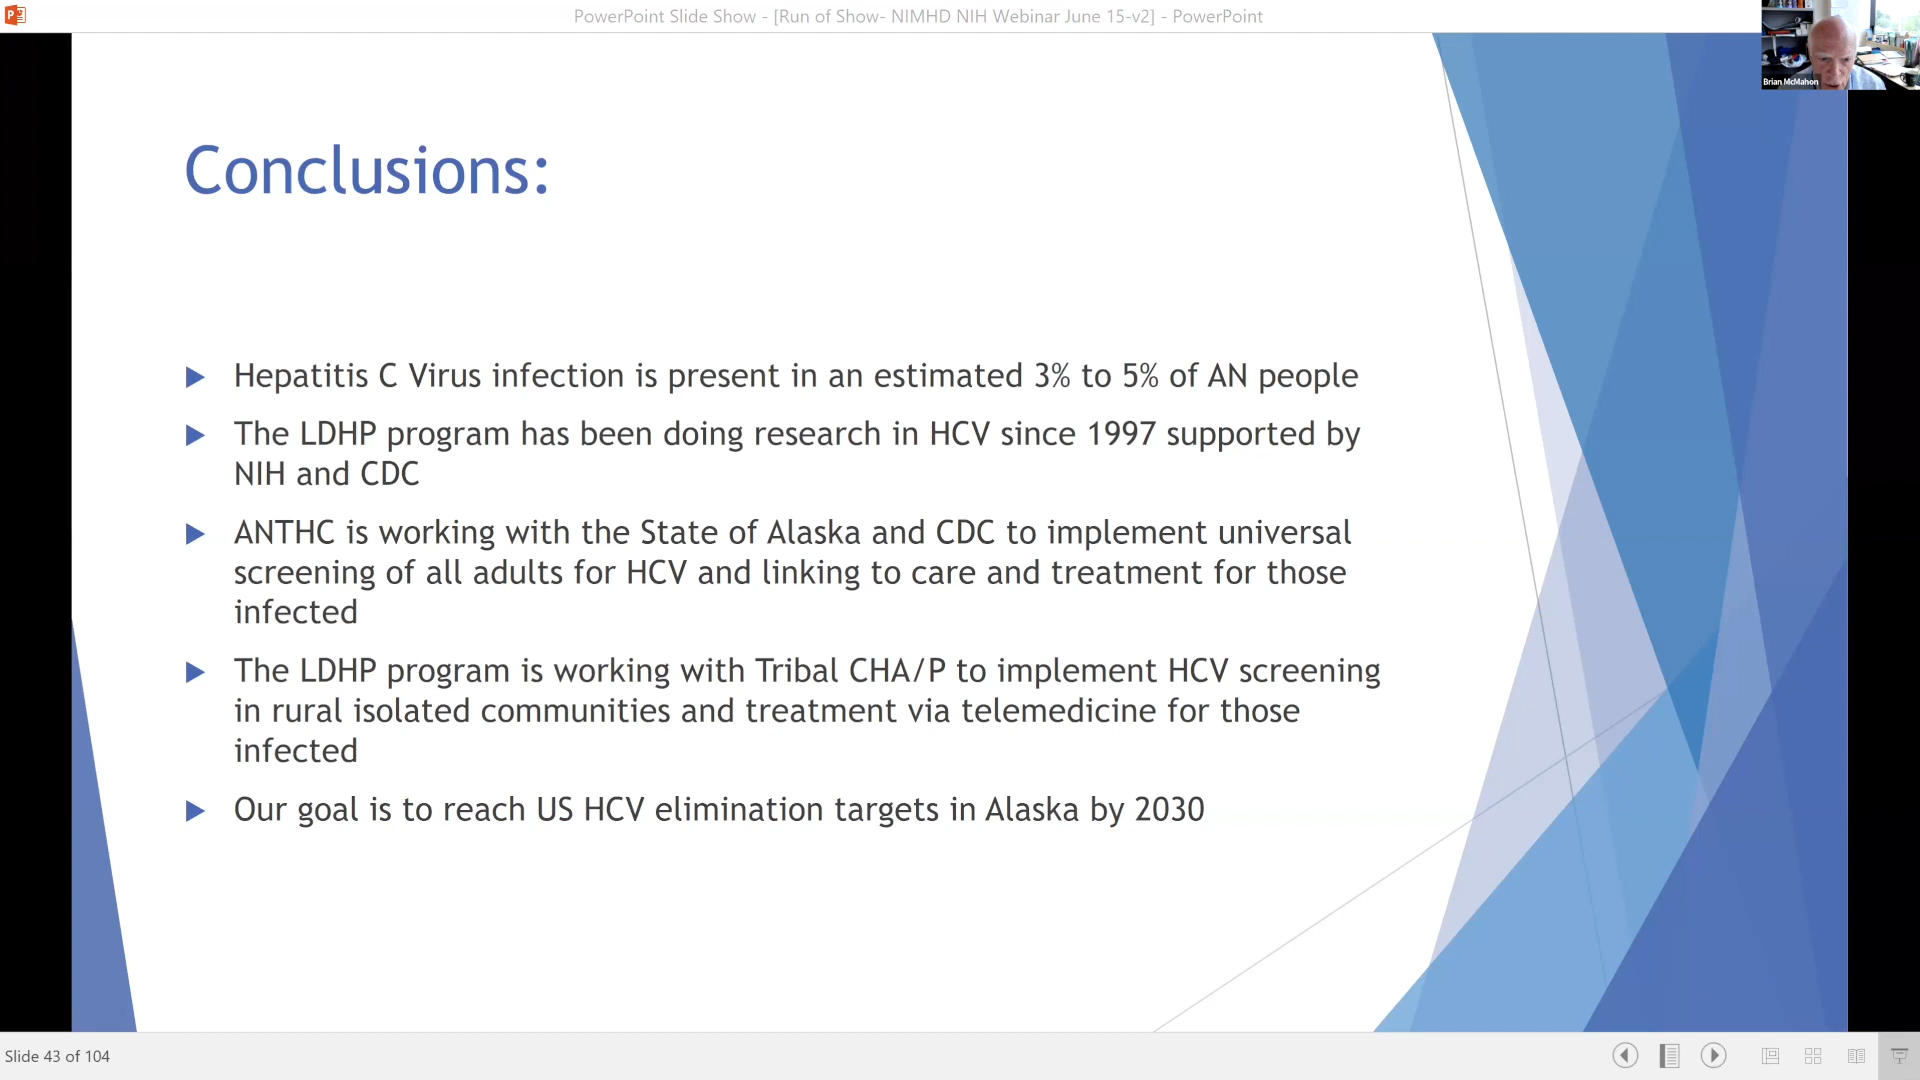 PowerPoint Slide Show - [Run of Show- NIMHD NIH Webinar June 15-v2] - PowerPoint
Brian McMahon
Conclusions:
Hepatitis C Virus infection is present in an estimated 3% to 5% of AN people
The LDHP program has been doing research in HCV since 1997 supported by
NIH and CDC
ANTHC is working with the State of Alaska and CDC to implement universal
screening of all adults for HCV and linking to care and treatment for those
infected
The LDHP program is working with Tribal CHA/P to implement HCV screening
in rural isolated communities and treatment via telemedicine for those
infected
Our goal is to reach US HCV elimination targets in Alaska by 2030
Slide 43 of 104